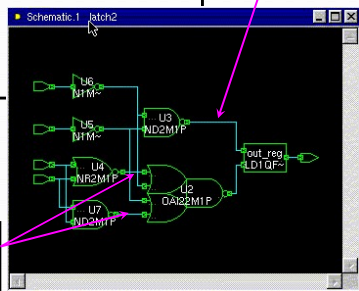 Schematic.1 latch2
U6
N1M~
U3
ND2M1P
U5
N1M~
out_reg
LD1QF~
U4
NR2M1P
U2
OAI22M1P
U7
ND2M1P